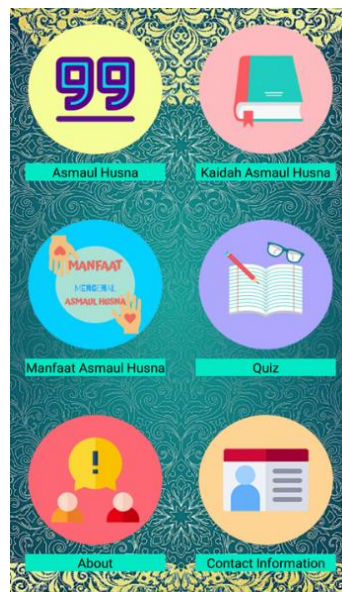 99
Asmaul Husna
Kaidah Asmaul Husna
MANFAAT
MENGENAL
ASMAUL HUSNA
Manfaat Asmaul Husna
Quiz
!
About
Contact Information